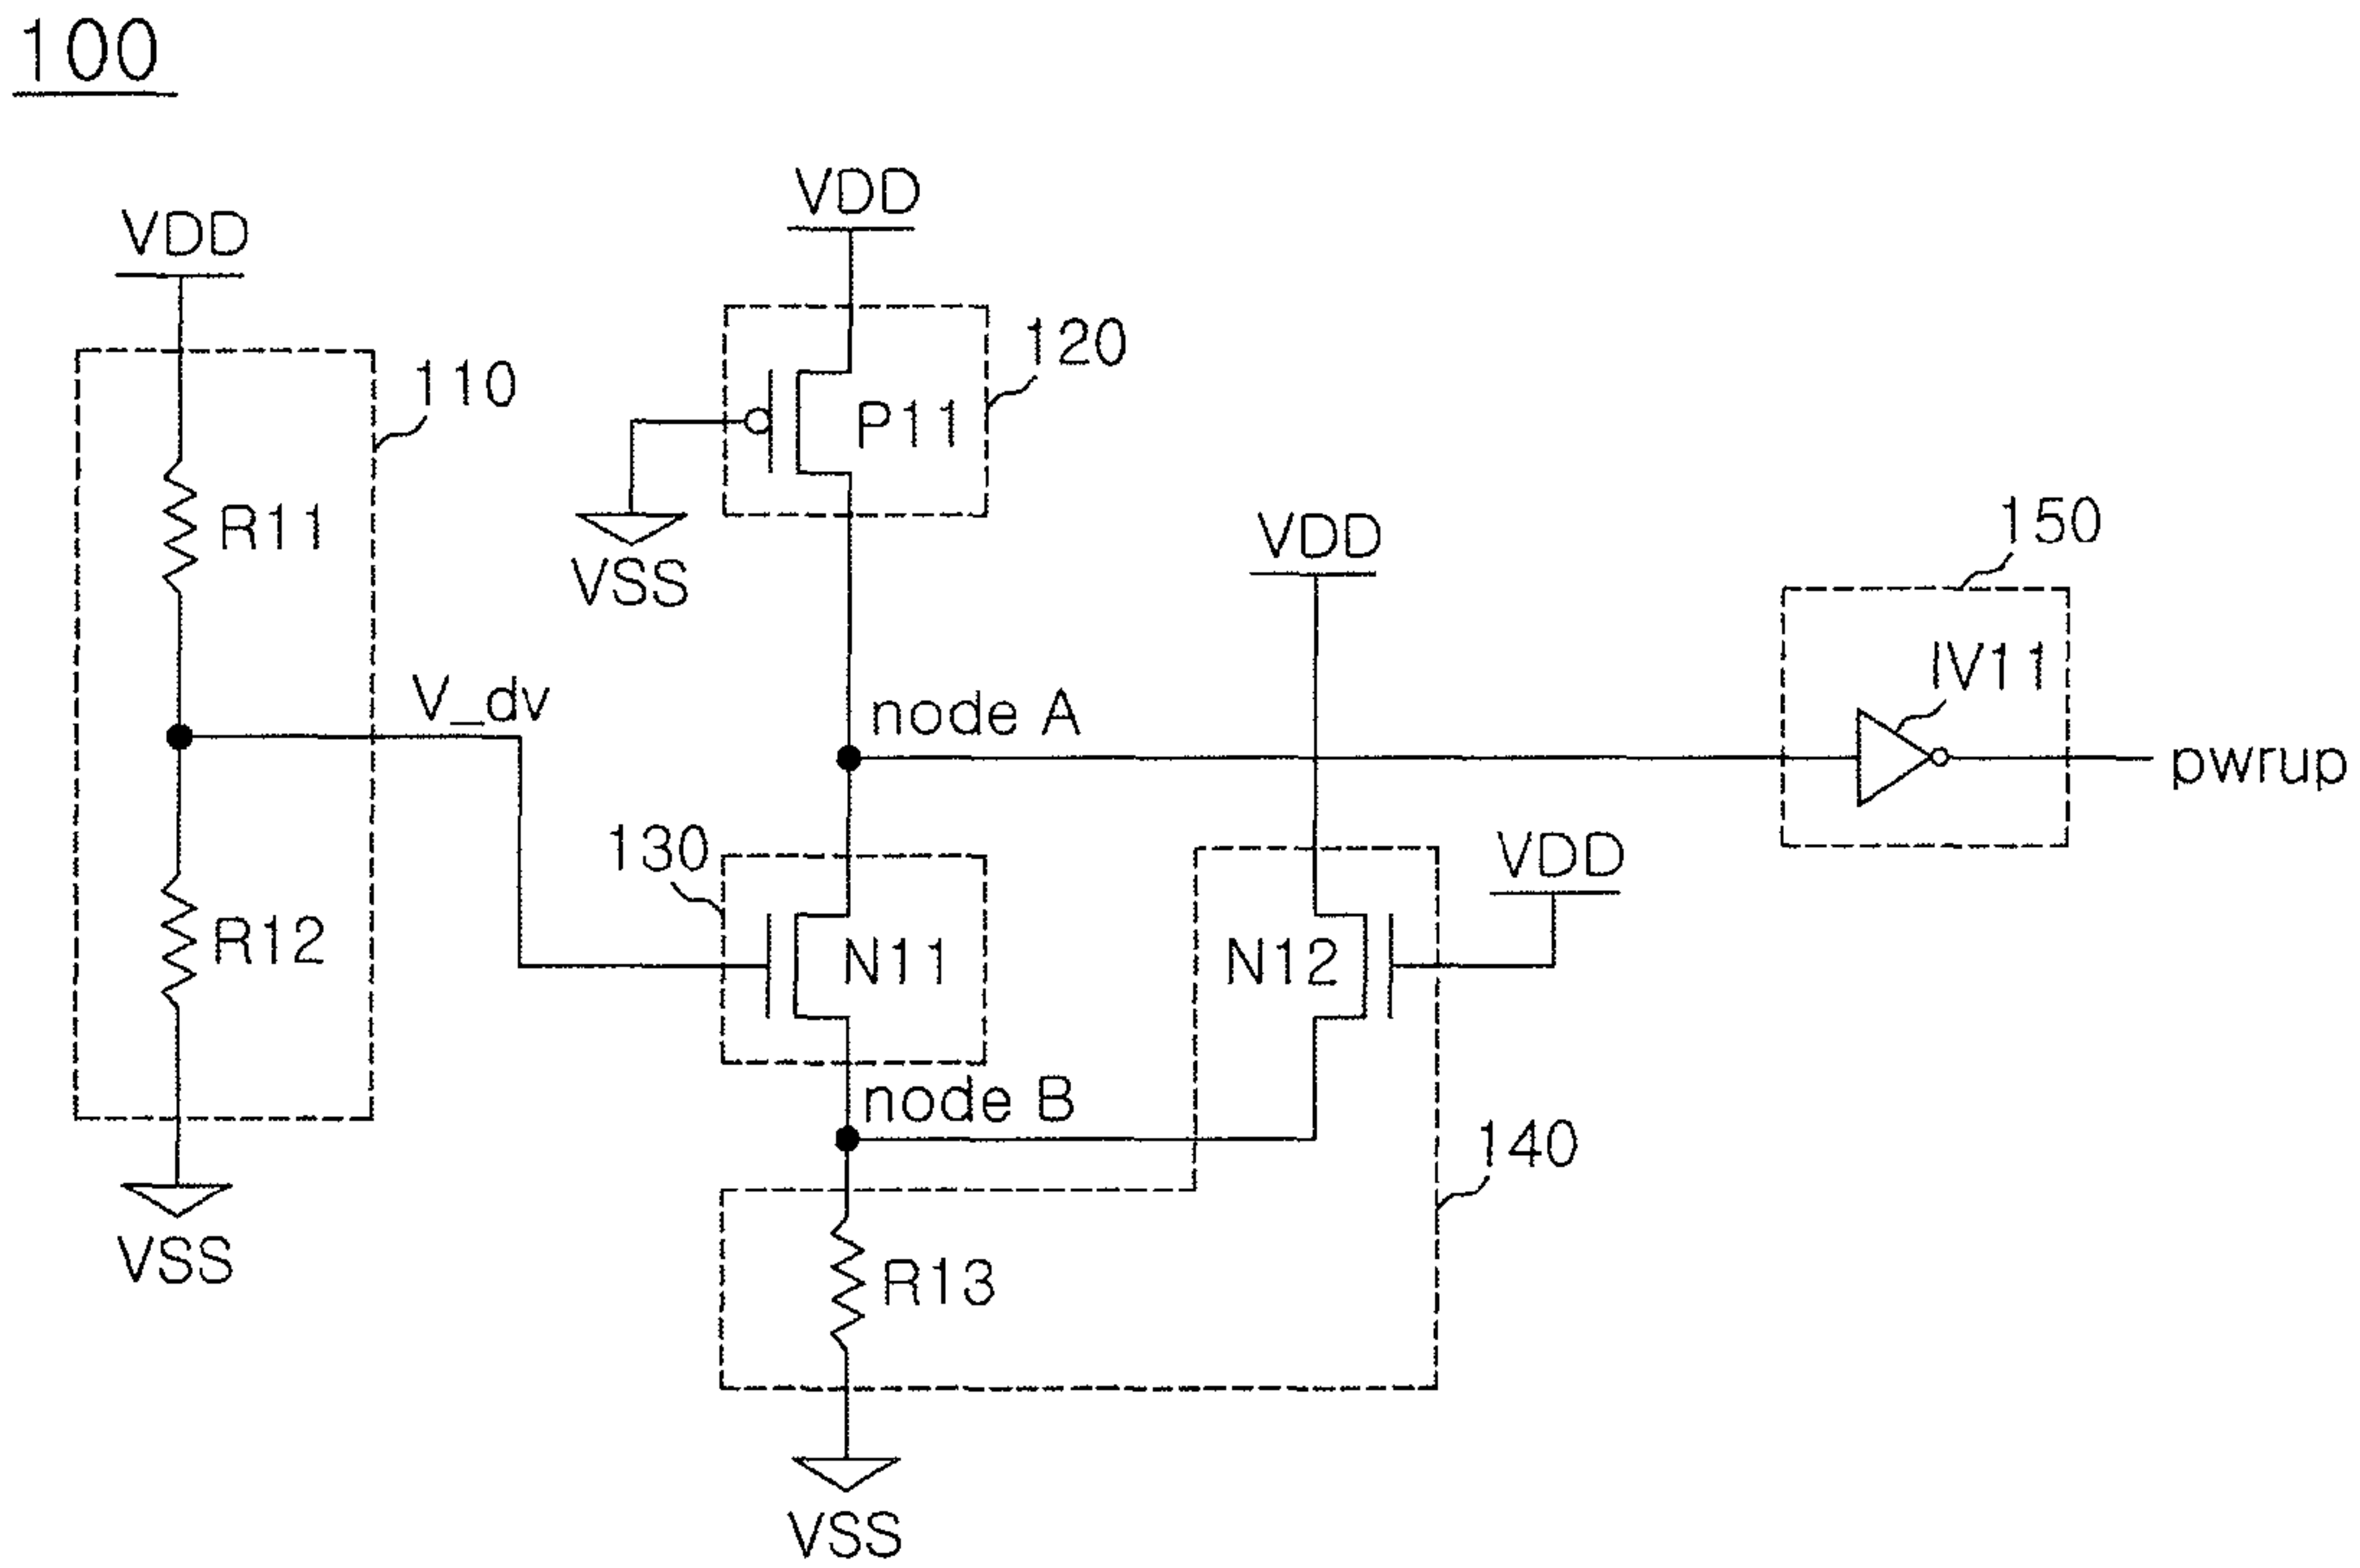 100
VDD
VDD
120
110
P11
R11
VDD
150
VSS
IV11
V_dv
node A
pwrup
130
VDD
R12
N11
N12
node B
140
VSS
R13
VSS